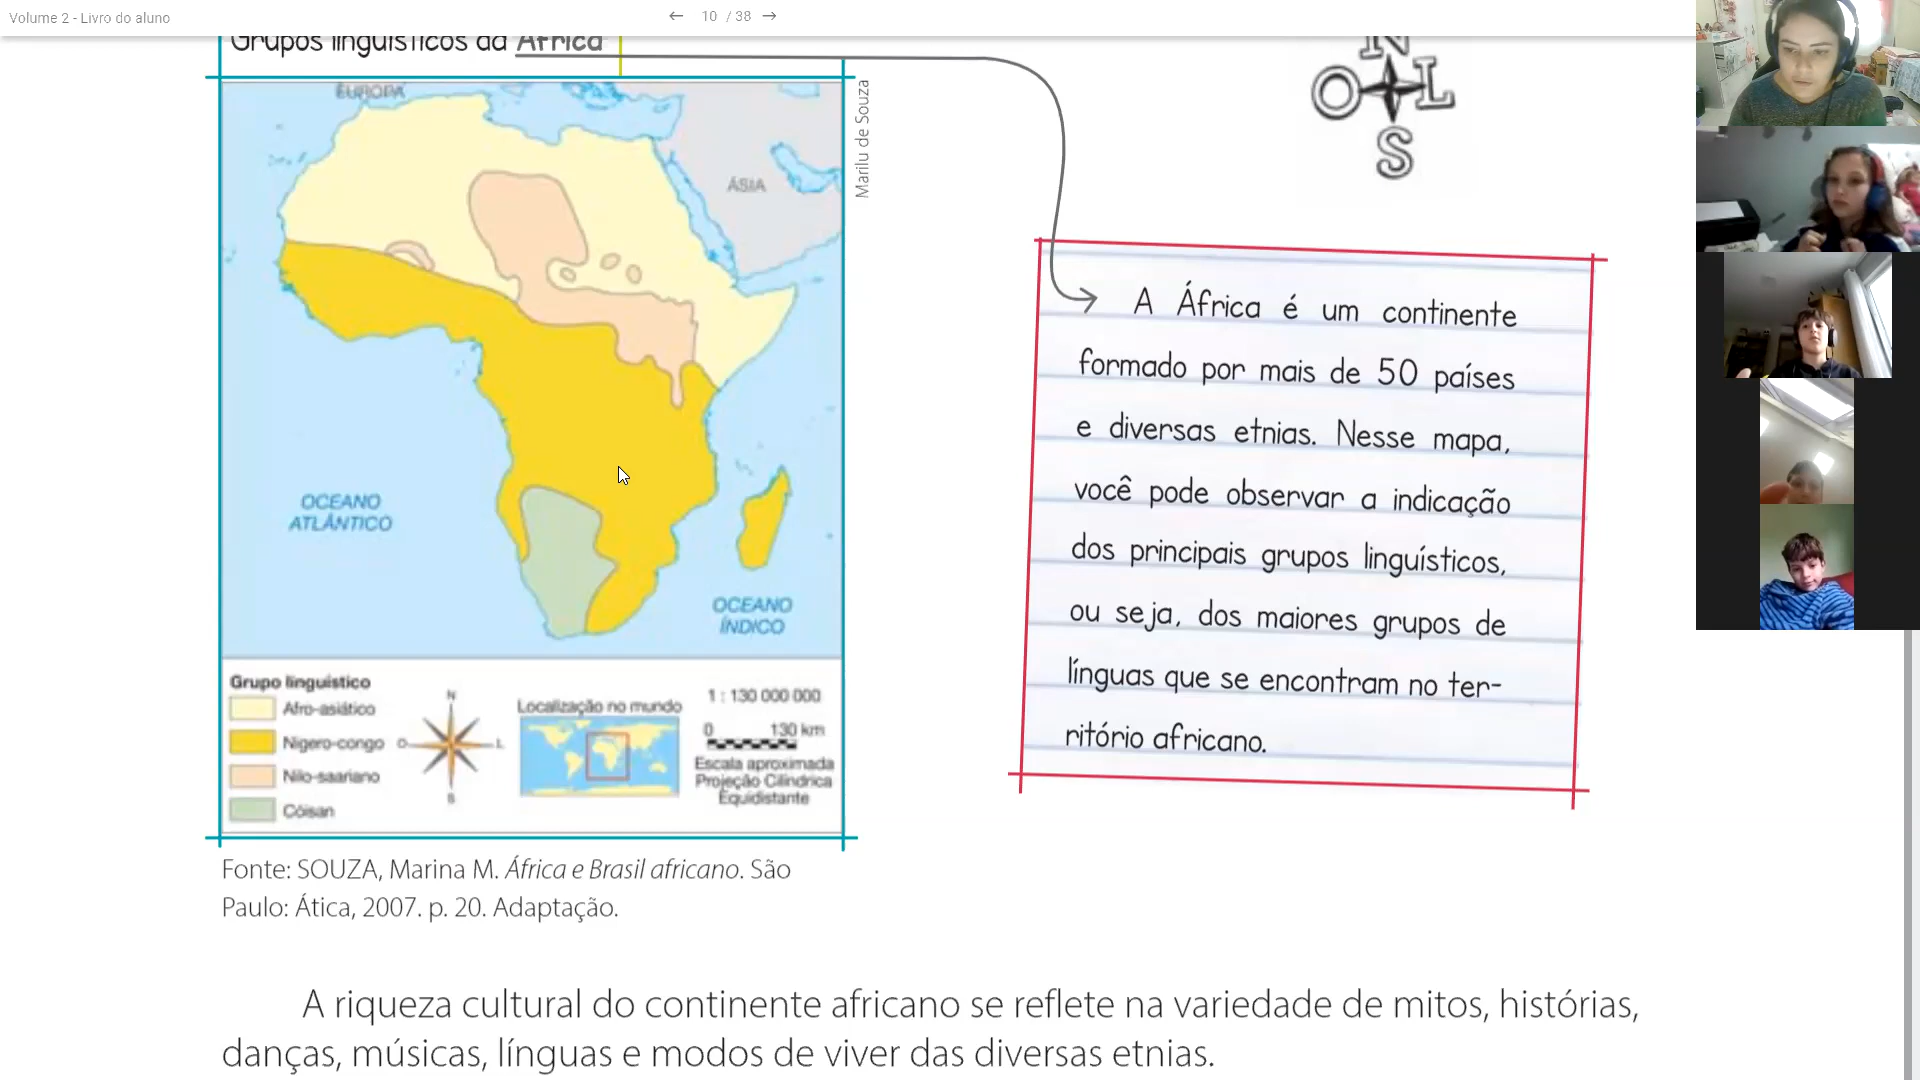 Volume 2 - Livro do aluno
← 10 / 38 →
Grupos linguísticos da África
EUROPA
ÁSIA
OCEANO
ATLÂNTICO
OCEANO
ÍNDICO
Marilu de Souza
Grupo linguístico
Afro-asiático
Nigero-congo
Nilo-saariano
Cóisan
N
O
L
S
Localização no mundo
1 : 130 000 000
0 130 km
Escala aproximada
Projeção Cilíndrica
Equidistante
N
O L
S
A África é um continente
formado por mais de 50 países
e diversas etnias. Nesse mapa,
você pode observar a indicação
dos principais grupos linguísticos,
ou seja, dos maiores grupos de
línguas que se encontram no ter-
ritório africano.
Fonte: SOUZA, Marina M. África e Brasil africano. São
Paulo: Ática, 2007. p. 20. Adaptação.
A riqueza cultural do continente africano se reflete na variedade de mitos, histórias,
danças, músicas, línguas e modos de viver das diversas etnias.